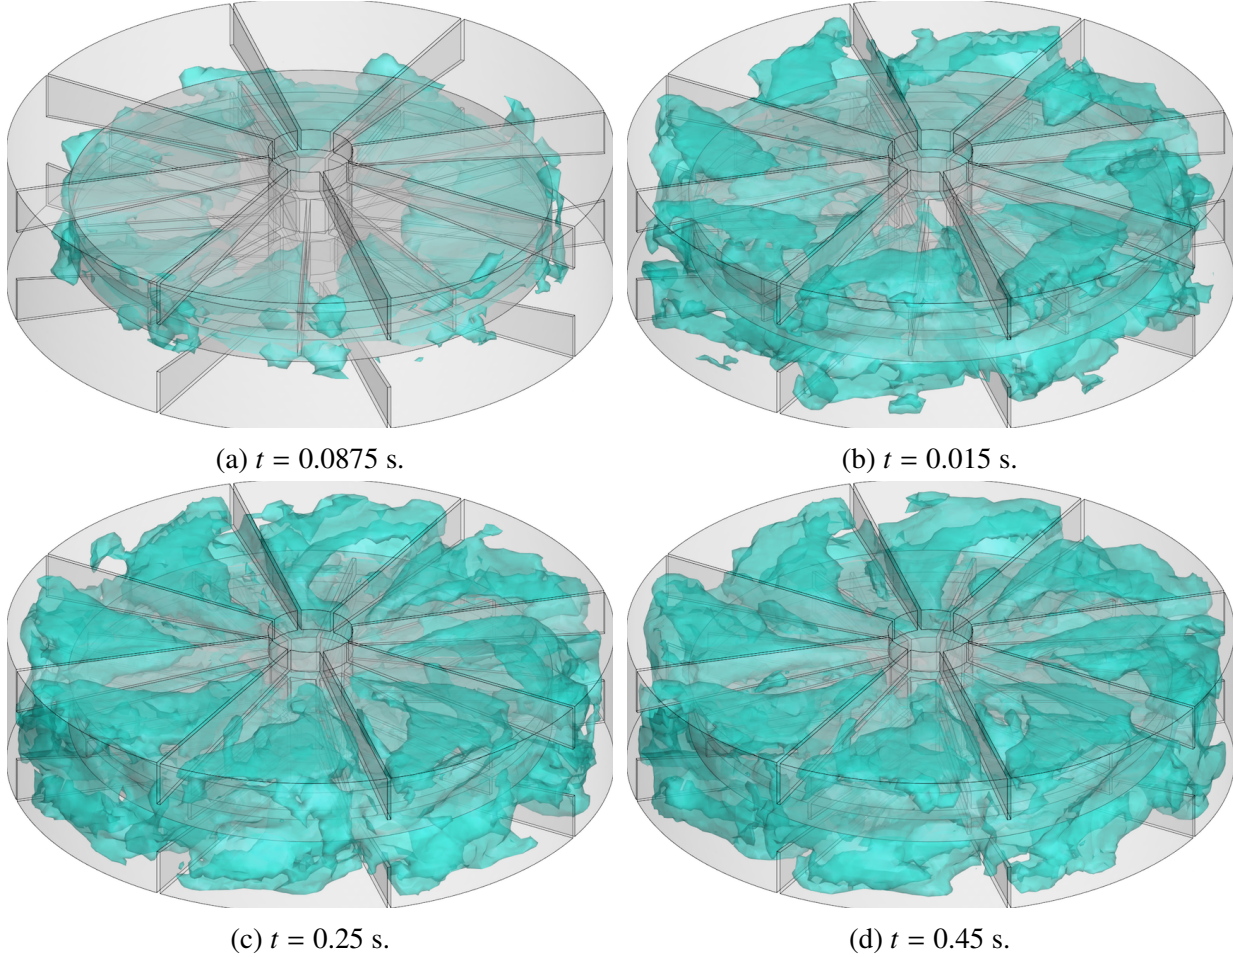 (a) t = 0.0875 s.
(b) t = 0.015 s.
(c) t = 0.25 s.
(d) t = 0.45 s.